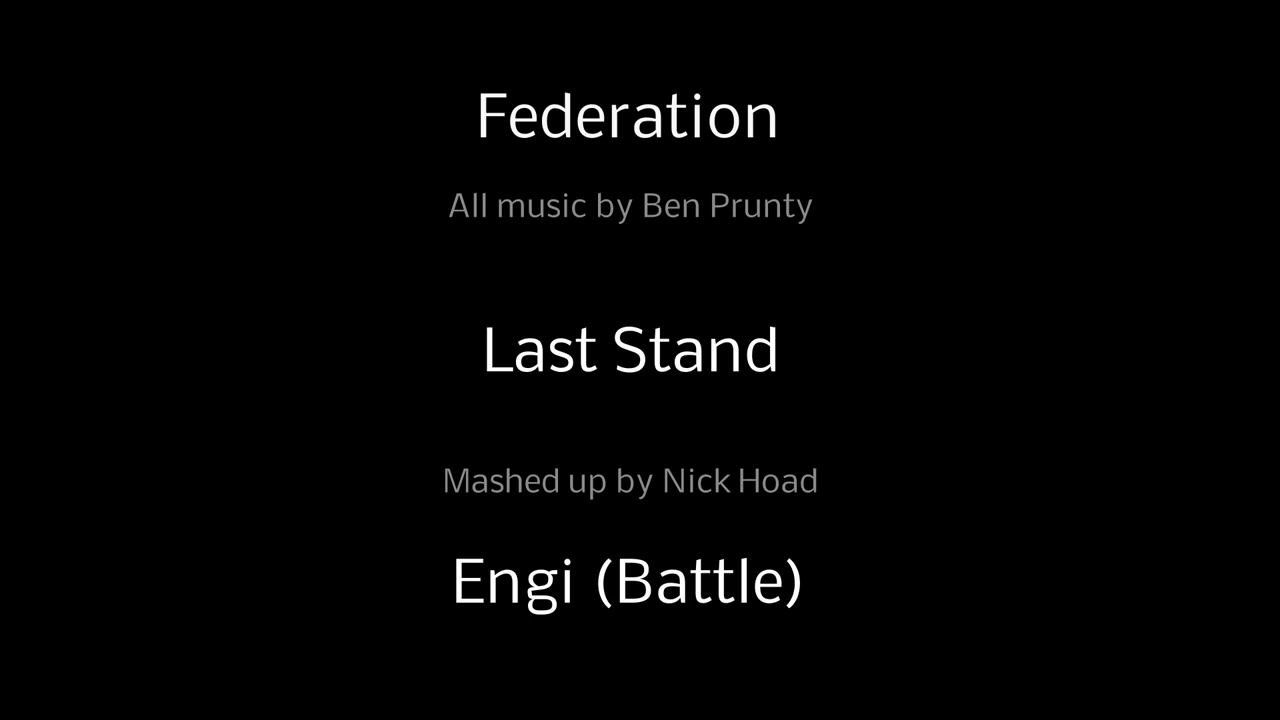 Federation
All music by Ben Prunty
Last Stand
Mashed up by Nick Hoad
Engi (Battle)